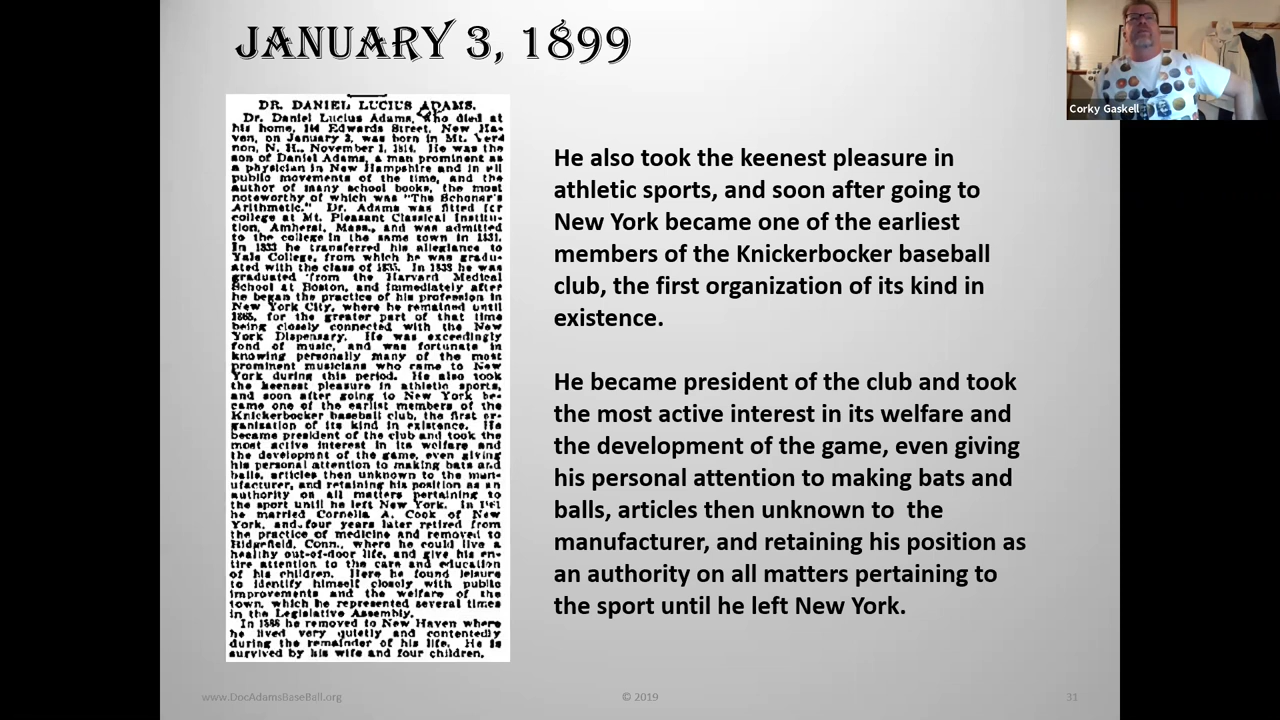 JANUARY 3, 1899
DR. DANIEL LUCIUS ADAMS.
Dr. Daniel Lucius Adams, who died at
his home, 114 Edwards Street, New Ha-
ven, on January 3, was born in Mt. Ver-
non, N. H., November 1, 1814. He was the
son of Daniel Adams, a man prominent as
a physician in New Hampshire and in all
public movements of the time, and the
author of many school books, the most
noteworthy of which was "The Scholar's
Arithmetic." Dr. Adams was fitted for
college at Mt. Pleasant Classical Institu-
tion, Amherst, Mass., and was admitted
to the college in the same town in 1831.
In 1833 he transferred his allegiance to
Yale College, from which he was gradu-
ated with the class of 1835. In 1838 he was
graduated from the Harvard Medical
School at Boston, and immediately after
he began the practice of his profession in
New York City, where he remained until
1865, for the greater part of that time
being closely connected with the New
York Dispensary. He was exceedingly
fond of music, and was fortunate in
knowing personally many of the most
prominent musicians who came to New
York during this period. He also took
the keenest pleasure in athletic sports,
and soon after going to New York be-
came one of the earlist members of the
Knickerbocker baseball club, the first or-
ganization of its kind in existence. He
became president of the club and took the
most active interest in its welfare and
the development of the game, even giving
his personal attention to making bats and
balls, articles then unknown to the man-
ufacturer, and retaining his position as an
authority on all matters pertaining to
the sport until he left New York. In
he married Cornelia A. Cook of New
York, and four years later retired from
the practice of medicine and removed to
Ridgefield, Conn., where he could live a
healthy out-of-door life, and give his en-
tire attention to the care and education
of his children. Here he found leisure
to identify himself closely with public
improvements and the welfare of the
town, which he represented several times
in the Legislative Assembly.
In 1888 he removed to New Haven where
he lived very quietly and contentedly
during the remainder of his life. He is
survived by his wife and four children.
He also took the keenest pleasure in
athletic sports, and soon after going to
New York became one of the earliest
members of the Knickerbocker baseball
club, the first organization of its kind in
existence.
He became president of the club and took
the most active interest in its welfare and
the development of the game, even giving
his personal attention to making bats and
balls, articles then unknown to the
manufacturer, and retaining his position as
an authority on all matters pertaining to
the sport until he left New York.
www.DocAdamsBaseBall.org
© 2019
31
Corky Gaskell